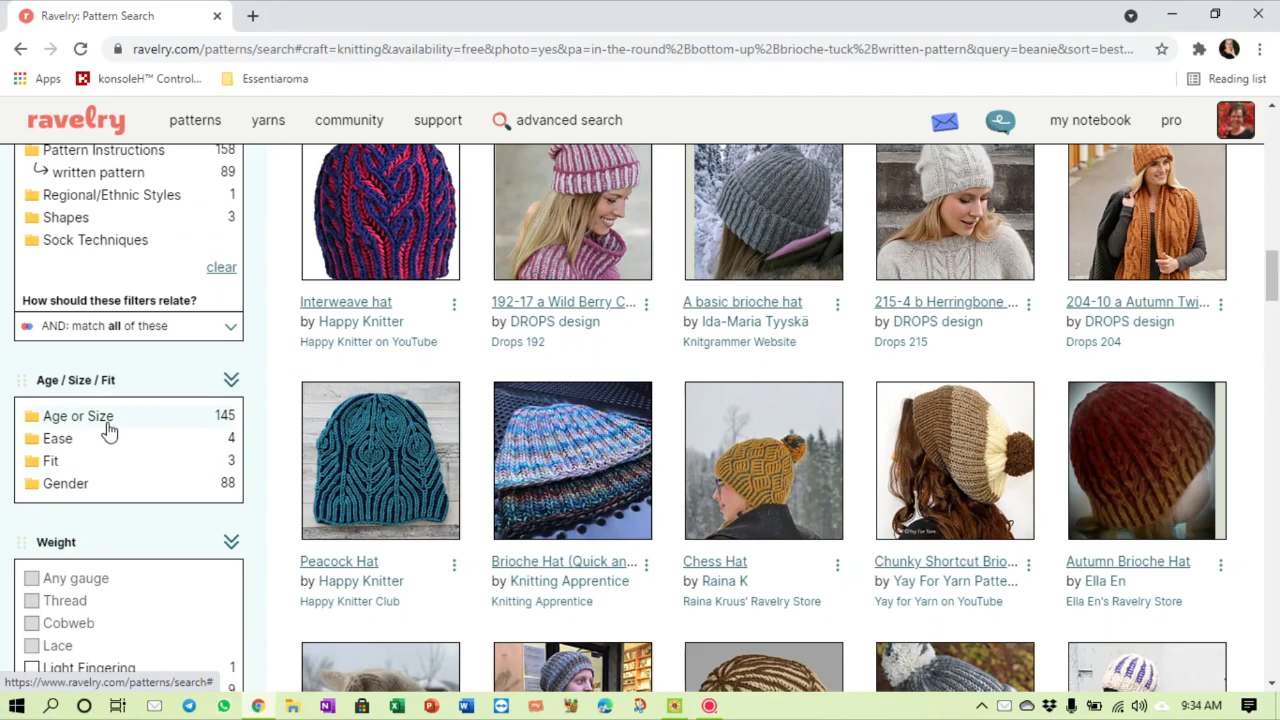 Ravelry: Pattern Search
ravelry.com/patterns/search#craft=knitting&availability=free&photo=yes&pa=in-the-round%2Bbottom-up%2Bbrioche-tuck%2Bwritten-pattern&query=beanie&sort=best...
Apps
konsoleH™ Control...
Essentiaroma
Reading list
ravelry
patterns
yarns
community
support
advanced search
my notebook
pro
Pattern Instructions 158
written pattern 89
Regional/Ethnic Styles 1
Shapes 3
Sock Techniques
clear
How should these filters relate?
AND: match all of these
Age / Size / Fit
Age or Size 145
Ease 4
Fit 3
Gender 88
Weight
Any gauge
Thread
Cobweb
Lace
Light Fingering 1
https://www.ravelry.com/patterns/search#
Interweave hat
by Happy Knitter
Happy Knitter on YouTube
192-17 a Wild Berry C...
by DROPS design
Drops 192
A basic brioche hat
by Ida-Maria Tyyskä
Knitgrammer Website
215-4 b Herringbone ...
by DROPS design
Drops 215
204-10 a Autumn Twi...
by DROPS design
Drops 204
Peacock Hat
by Happy Knitter
Happy Knitter Club
Brioche Hat (Quick an...
by Knitting Apprentice
Knitting Apprentice
Chess Hat
by Raina K
Raina Kruus' Ravelry Store
Chunky Shortcut Brio...
by Yay For Yarn Patte...
Yay for Yarn on YouTube
Autumn Brioche Hat
by Ella En
Ella En's Ravelry Store
9:34 AM